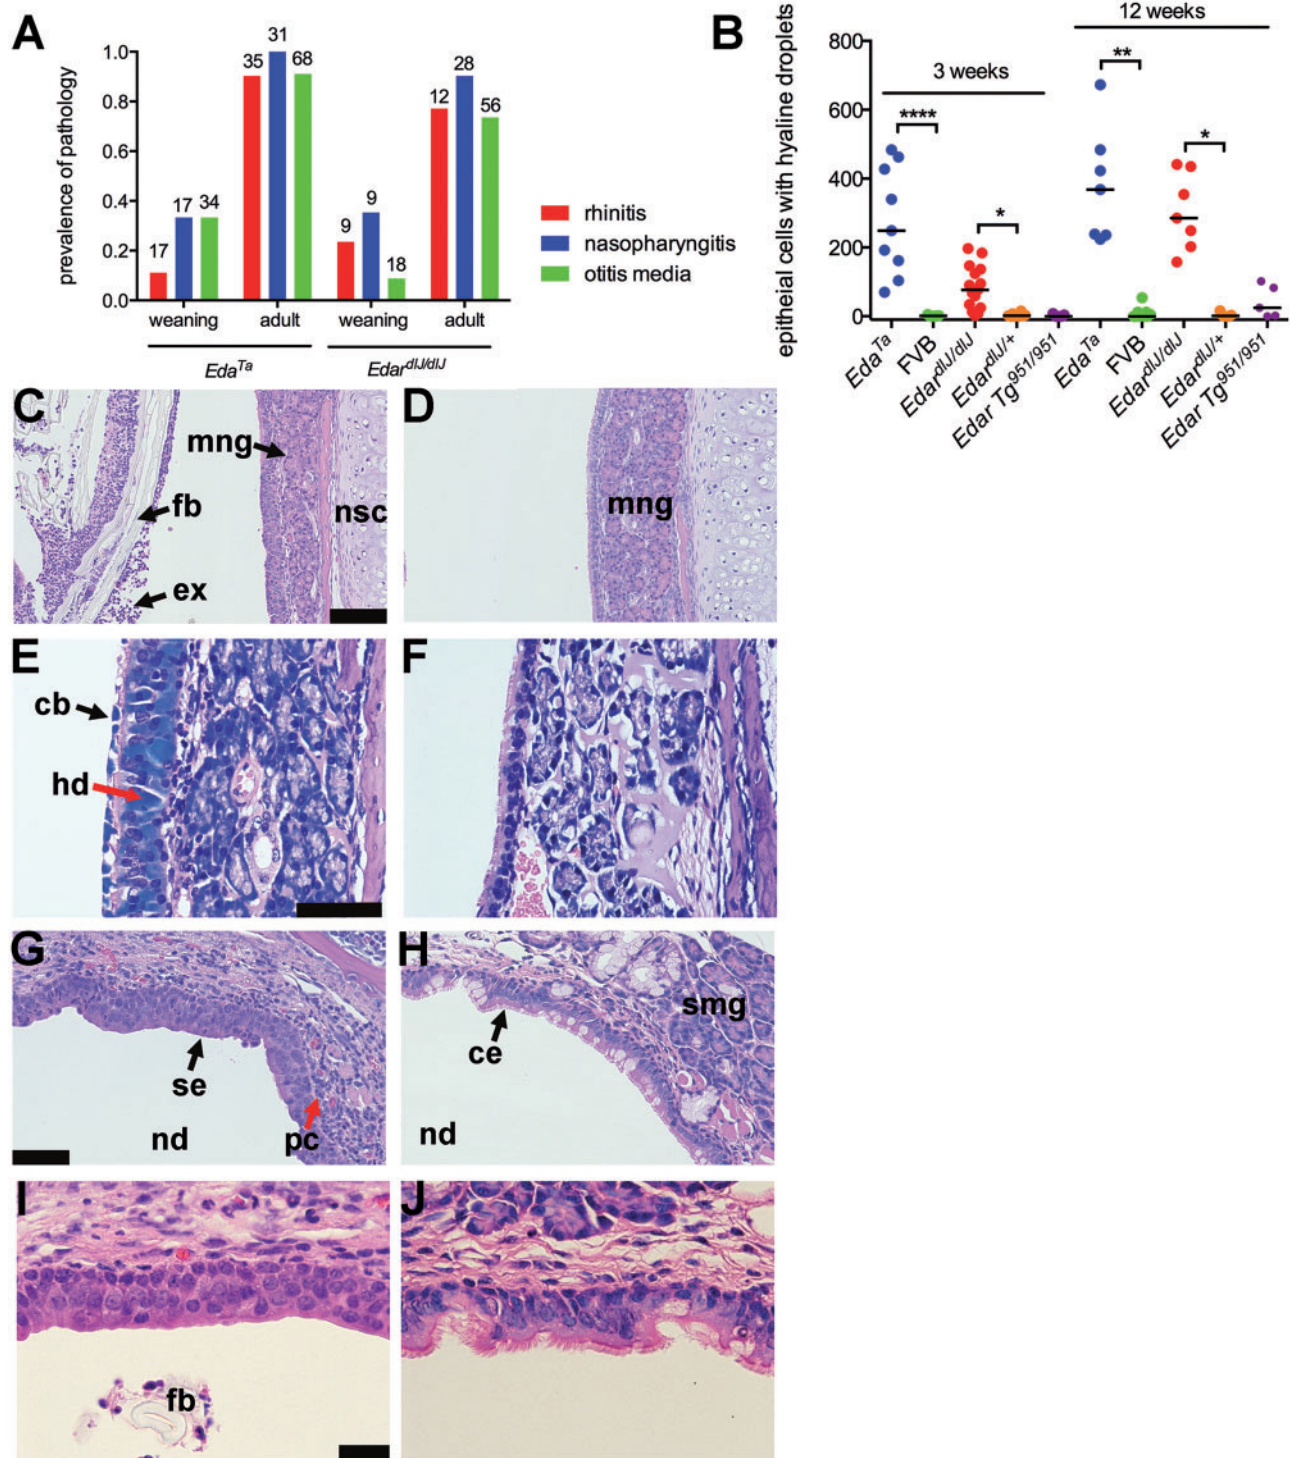 A
prevalence of pathology
1.0
0.8
0.6
0.4
0.2
0.0
17
17
34
35
31
68
9
9
18
12
28
56
weaning
adult
weaning
adult
Eda^Ta
Edar^dlJ/dlJ
rhinitis
nasopharyngitis
otitis media
B
epitheial cells with hyaline droplets
800
600
400
200
0
3 weeks
12 weeks
****
*
**
*
Eda^Ta
FVB
Edar^dlJ/dlJ
Edar^dlJ/+
Edar Tg^951/951
Eda^Ta
FVB
Edar^dlJ/dlJ
Edar^dlJ/+
Edar Tg^951/951
C
mng
fb
nsc
ex
D
mng
E
cb
hd
F
G
se
nd
pc
H
smg
ce
nd
I
fb
J